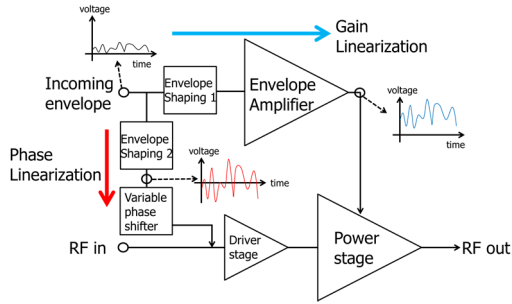 voltage
time
Gain
Linearization
Incoming
envelope
Envelope
Shaping 1
Envelope
Amplifier
voltage
time
Phase
Linearization
Envelope
Shaping 2
voltage
time
Variable
phase
shifter
RF in
Driver
stage
Power
stage
RF out